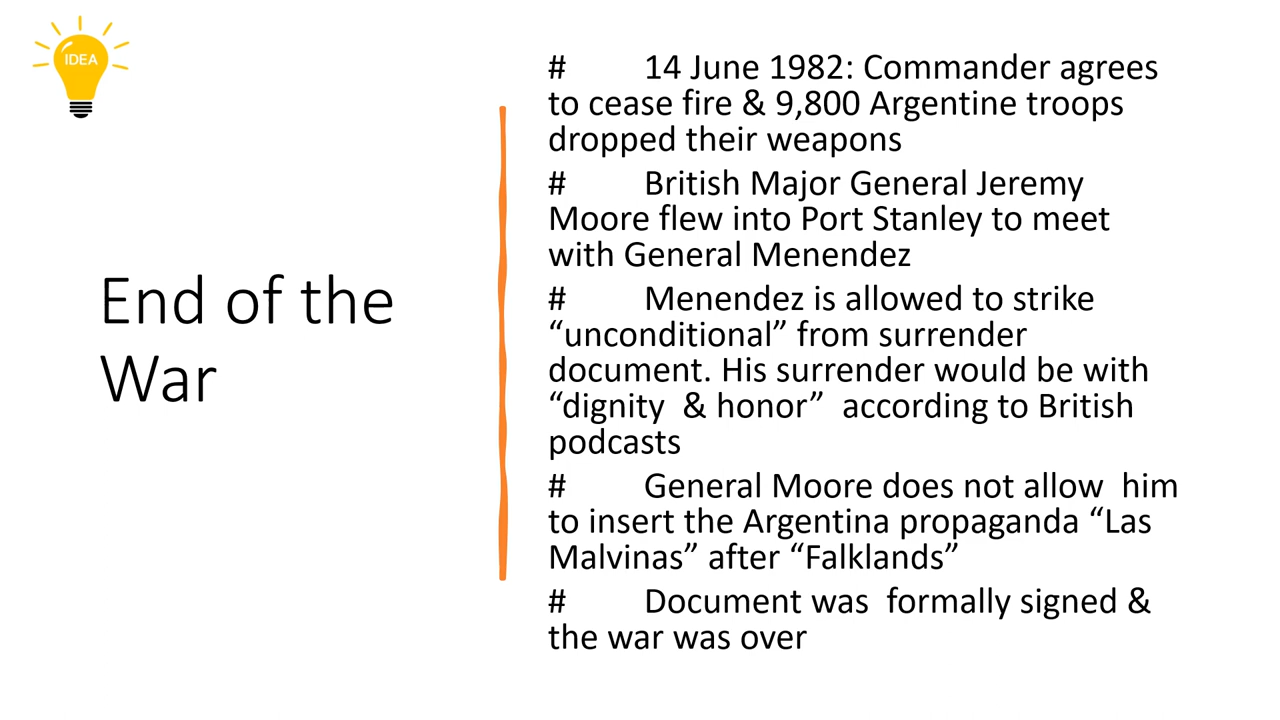 IDEA
End of the
War
# 14 June 1982: Commander agrees
to cease fire & 9,800 Argentine troops
dropped their weapons
# British Major General Jeremy
Moore flew into Port Stanley to meet
with General Menendez
# Menendez is allowed to strike
“unconditional” from surrender
document. His surrender would be with
“dignity & honor” according to British
podcasts
# General Moore does not allow him
to insert the Argentina propaganda “Las
Malvinas” after “Falklands”
# Document was formally signed &
the war was over